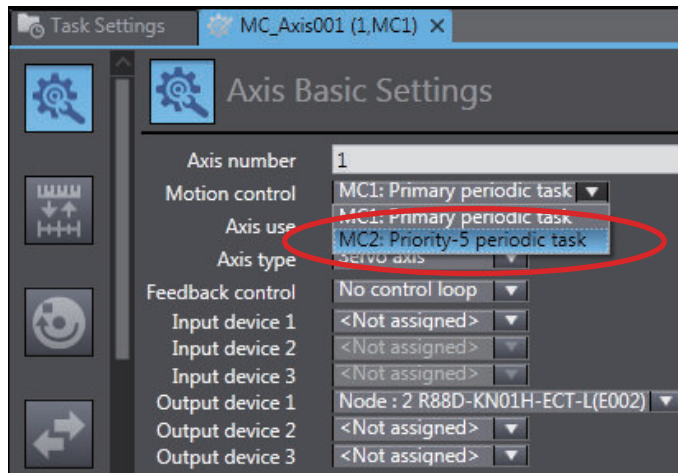 Task Settings
MC_Axis001 (1,MC1)
Axis Basic Settings
Axis number 1
Motion control MC1: Primary periodic task
MC1: Primary periodic task
Axis use
MC2: Priority-5 periodic task
Axis type Servo axis
Feedback control No control loop
Input device 1 <Not assigned>
Input device 2 <Not assigned>
Input device 3 <Not assigned>
Output device 1 Node : 2 R88D-KN01H-ECT-L(E002)
Output device 2 <Not assigned>
Output device 3 <Not assigned>